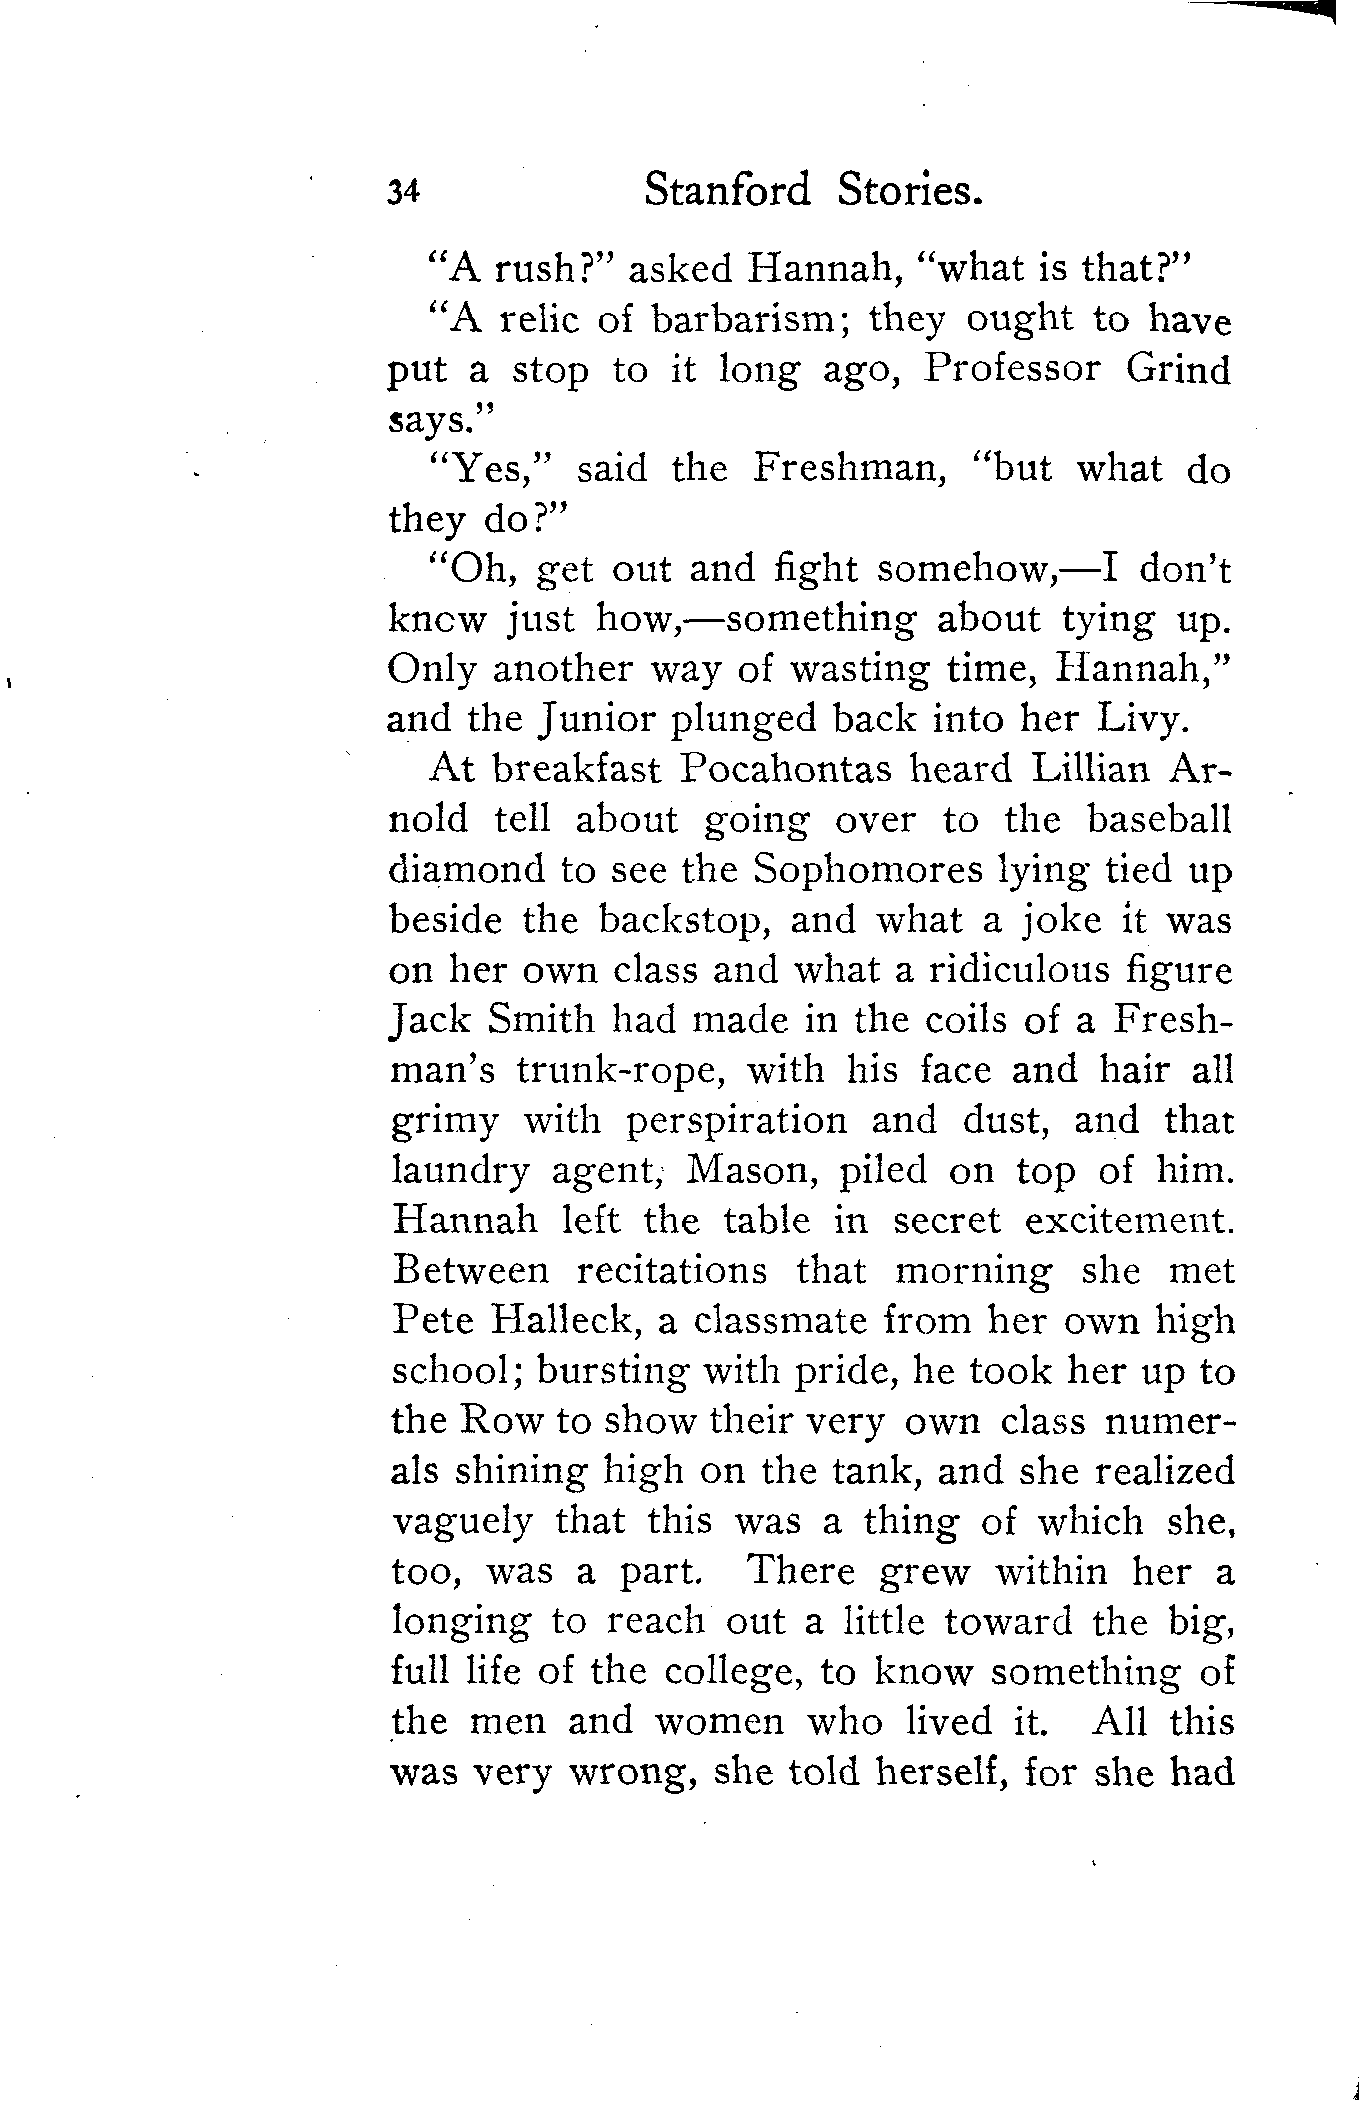 34 Stanford Stories.
"A rush?" asked Hannah, "what is that?"
"A relic of barbarism; they ought to have
put a stop to it long ago, Professor Grind
says."
"Yes," said the Freshman, "but what do
they do?"
"Oh, get out and fight somehow,—I don't
know just how,—something about tying up.
Only another way of wasting time, Hannah,"
and the Junior plunged back into her Livy.
At breakfast Pocahontas heard Lillian Ar-
nold tell about going over to the baseball
diamond to see the Sophomores lying tied up
beside the backstop, and what a joke it was
on her own class and what a ridiculous figure
Jack Smith had made in the coils of a Fresh-
man's trunk-rope, with his face and hair all
grimy with perspiration and dust, and that
laundry agent, Mason, piled on top of him.
Hannah left the table in secret excitement.
Between recitations that morning she met
Pete Halleck, a classmate from her own high
school; bursting with pride, he took her up to
the Row to show their very own class numer-
als shining high on the tank, and she realized
vaguely that this was a thing of which she,
too, was a part. There grew within her a
longing to reach out a little toward the big,
full life of the college, to know something of
the men and women who lived it. All this
was very wrong, she told herself, for she had